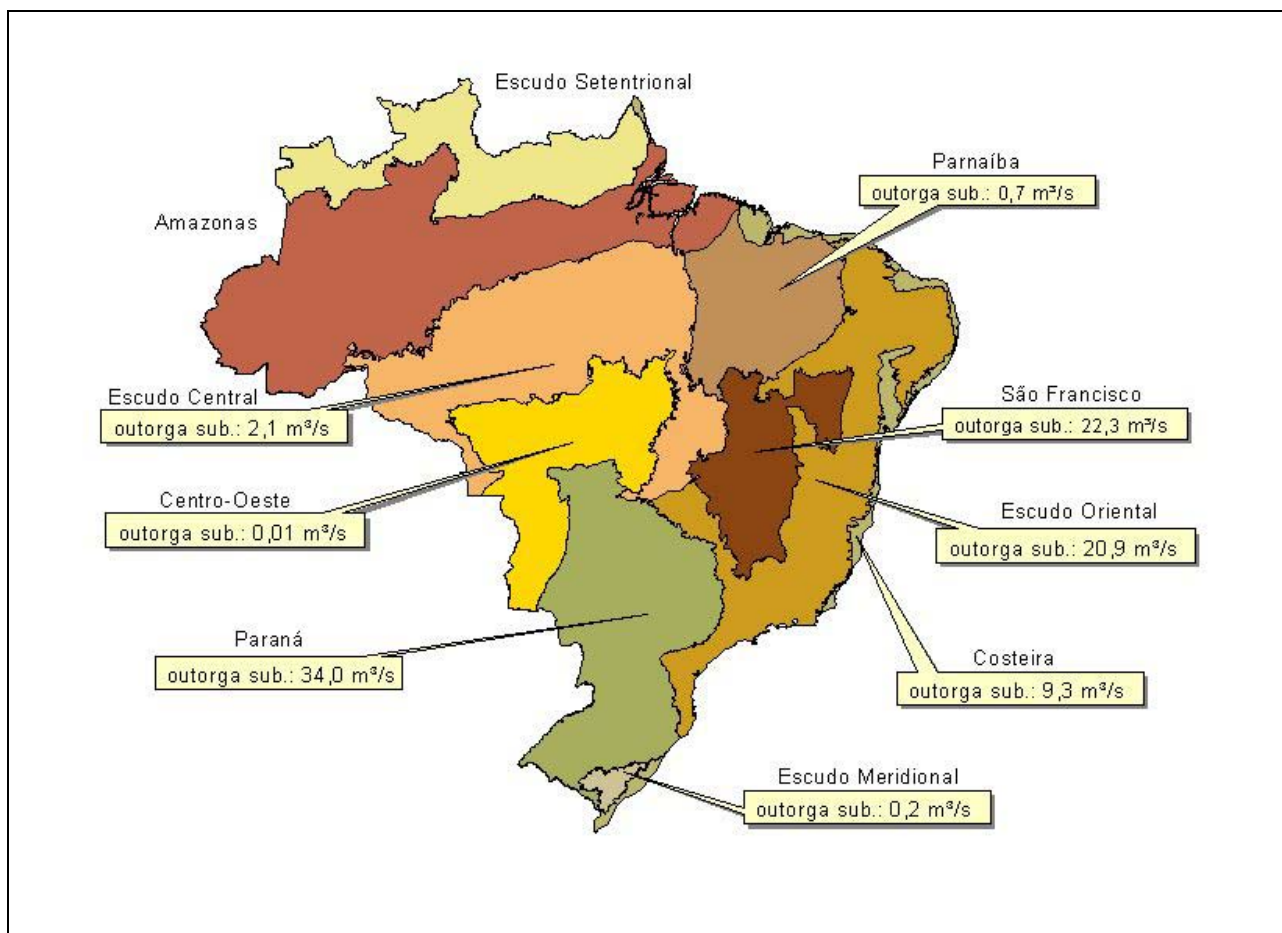 Escudo Setentrional
Parnaíba
outorga sub.: 0,7 m³/s
Amazonas
Escudo Central
outorga sub.: 2,1 m³/s
São Francisco
outorga sub.: 22,3 m³/s
Centro-Oeste
outorga sub.: 0,01 m³/s
Escudo Oriental
outorga sub.: 20,9 m³/s
Paraná
outorga sub.: 34,0 m³/s
Costeira
outorga sub.: 9,3 m³/s
Escudo Meridional
outorga sub.: 0,2 m³/s